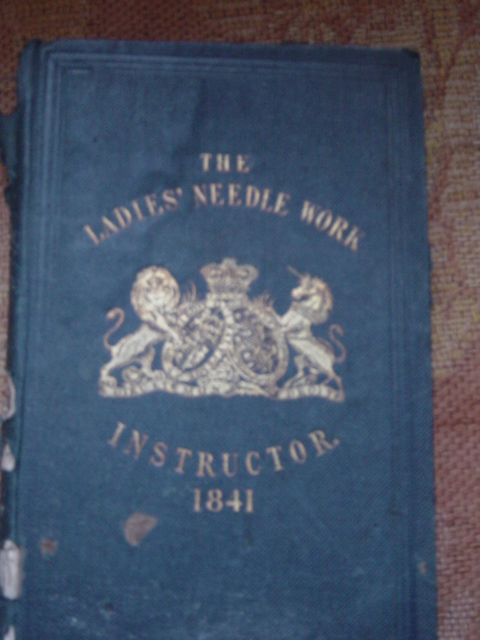 THE
LADIES' NEEDLE WORK
INSTRUCTOR.
1841